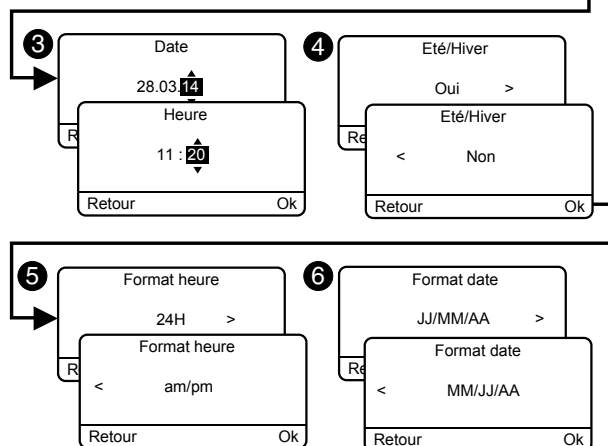 3
Date
28.03.14
R
Heure
11 : 20
Retour Ok
4
Eté/Hiver
Oui >
Re
Eté/Hiver
< Non
Retour Ok
5
Format heure
24H >
R
Format heure
< am/pm
Retour Ok
6
Format date
JJ/MM/AA >
Re
Format date
< MM/JJ/AA
Retour Ok